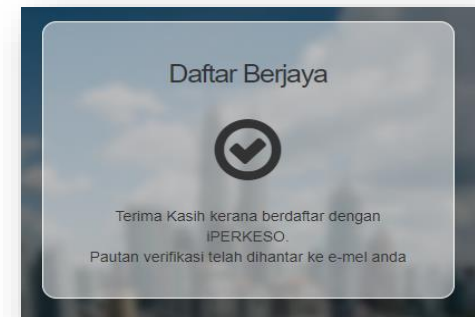 Daftar Berjaya
Terima Kasih kerana berdaftar dengan
iPERKESO.
Pautan verifikasi telah dihantar ke e-mel anda